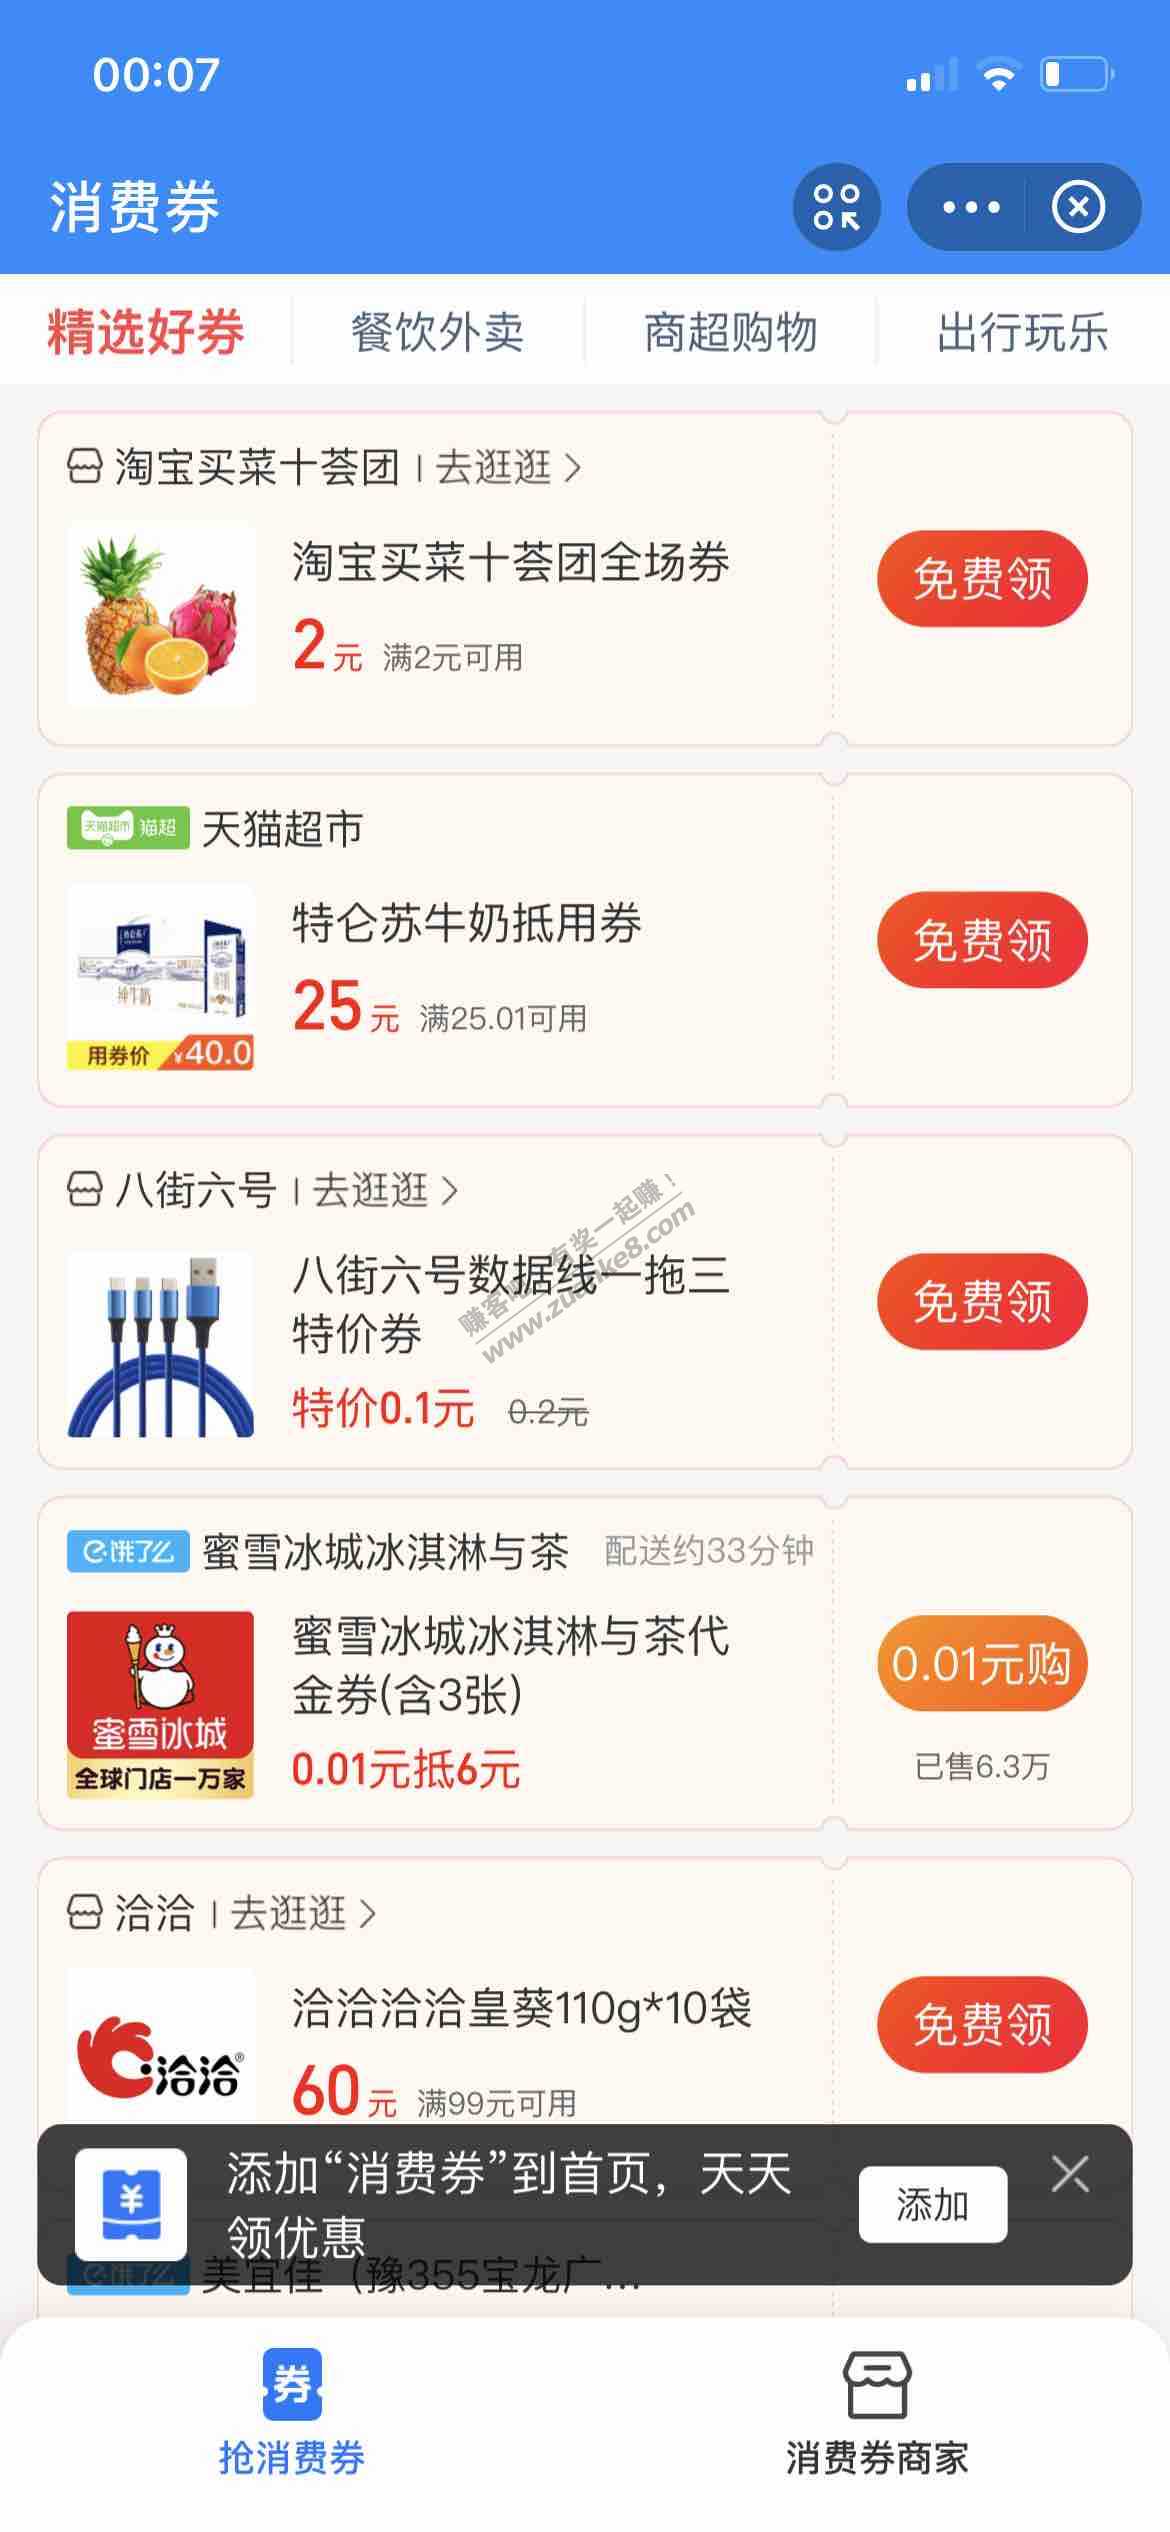 00:07
消费券
精选好券
餐饮外卖
商超购物
出行玩乐
淘宝买菜十荟团 | 去逛逛 >
淘宝买菜十荟团全场券
2元 满2元可用
免费领
天猫超市 猫超 天猫超市
特仑苏牛奶抵用券
25元 满25.01可用
纯牛奶
用券价 ¥40.0
免费领
八街六号 | 去逛逛 >
八街六号数据线一拖三
特价券
特价0.1元 0.2元
免费领
赚客吧,有奖一起赚!
www.zuanke8.com
饿了么 蜜雪冰城冰淇淋与茶 配送约33分钟
蜜雪冰城冰淇淋与茶代
金券(含3张)
0.01元抵6元
蜜雪冰城
全球门店一万家
0.01元购
已售6.3万
洽洽 | 去逛逛 >
洽洽洽洽皇葵110g*10袋
60元 满99元可用
洽洽®
免费领
添加“消费券”到首页，天天
领优惠
添加
饿了么 美宜佳（豫355宝龙广...
券
抢消费券
消费券商家